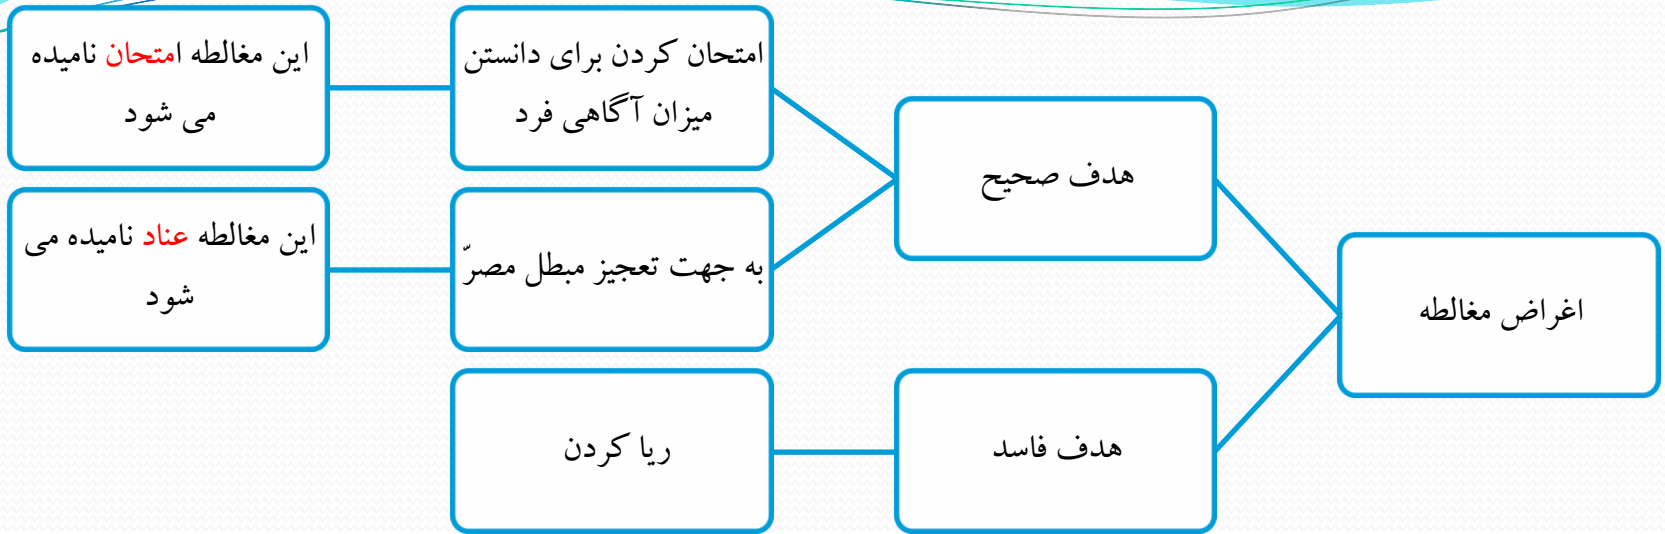 اغراض مغالطه
هدف صحیح
امتحان کردن برای دانستن
میزان آگاهی فرد
این مغالطه امتحان نامیده
می شود
به جهت تعجیز مبطل مصرّ
این مغالطه عناد نامیده می
شود
هدف فاسد
ریا کردن